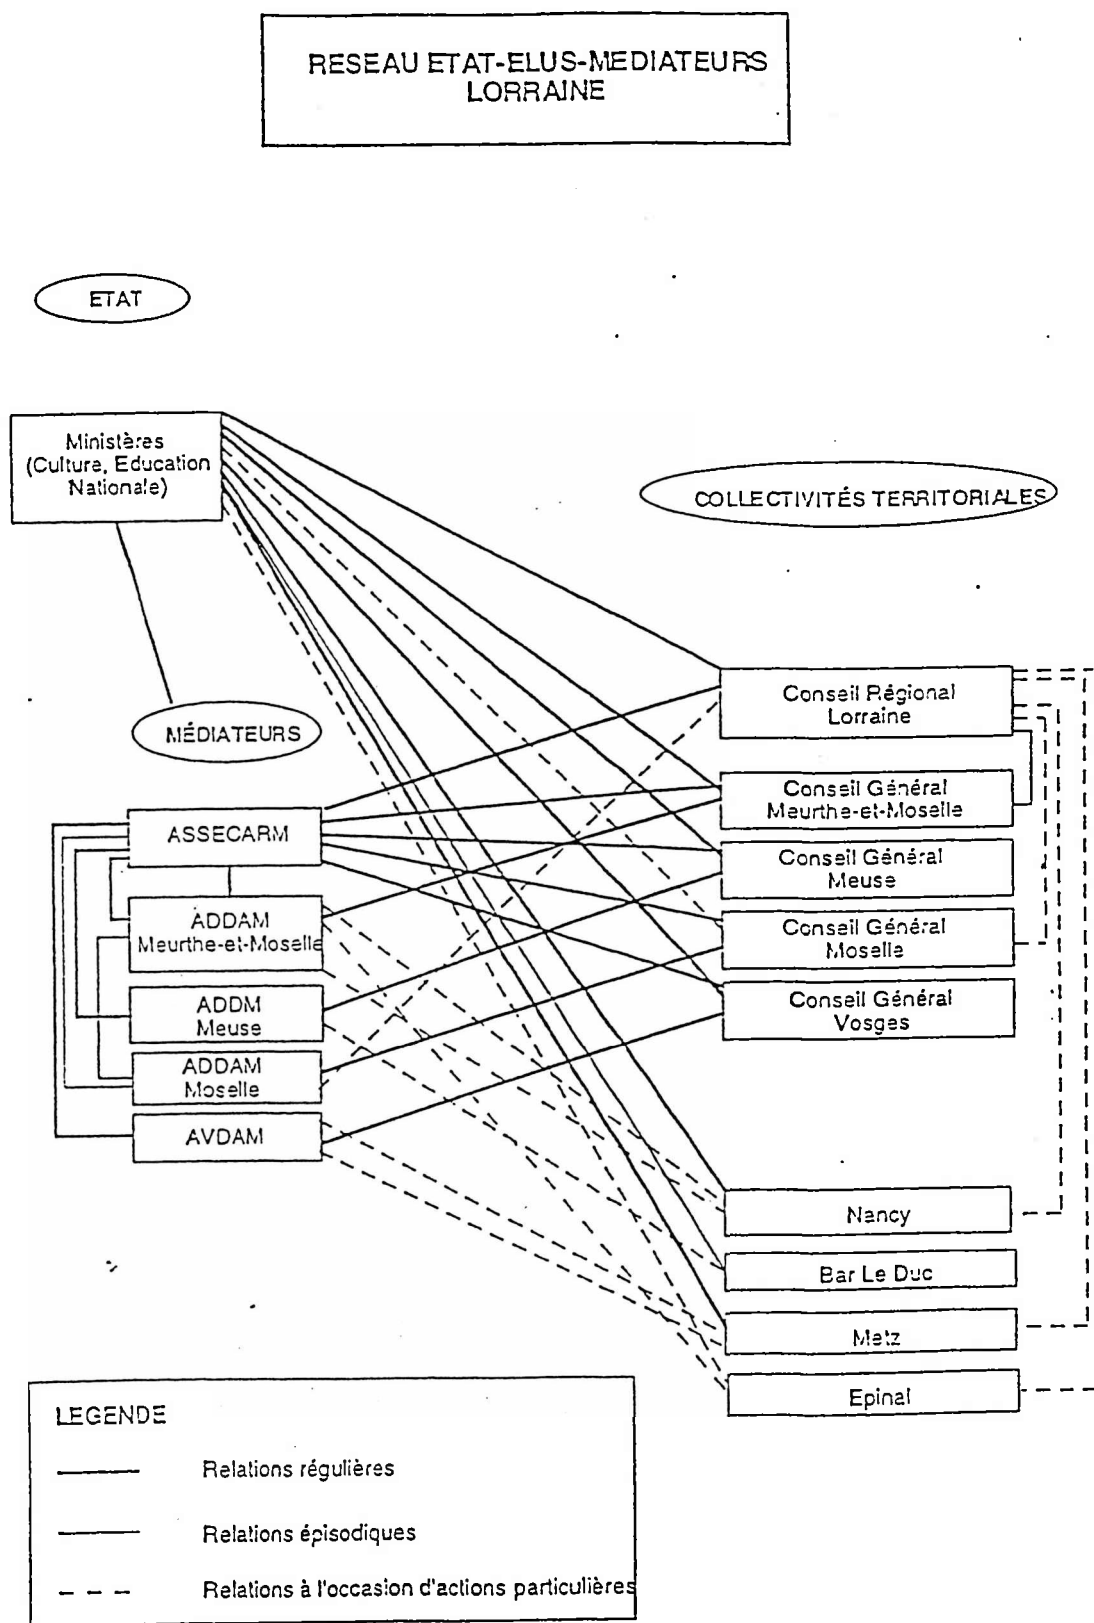 RESEAU ETAT-ELUS-MEDIATEURS
LORRAINE
ETAT
Ministères
(Culture, Education
Nationale)
COLLECTIVITÉS TERRITORIALES
MÉDIATEURS
Conseil Régional
Lorraine
Conseil Général
Meurthe-et-Moselle
Conseil Général
Meuse
Conseil Général
Moselle
Conseil Général
Vosges
ASSECARM
ADDAM
Meurthe-et-Moselle
ADDM
Meuse
ADDAM
Moselle
AVDAM
Nancy
Bar Le Duc
Metz
Epinal
LEGENDE
Relations régulières
Relations épisodiques
Relations à l'occasion d'actions particulières